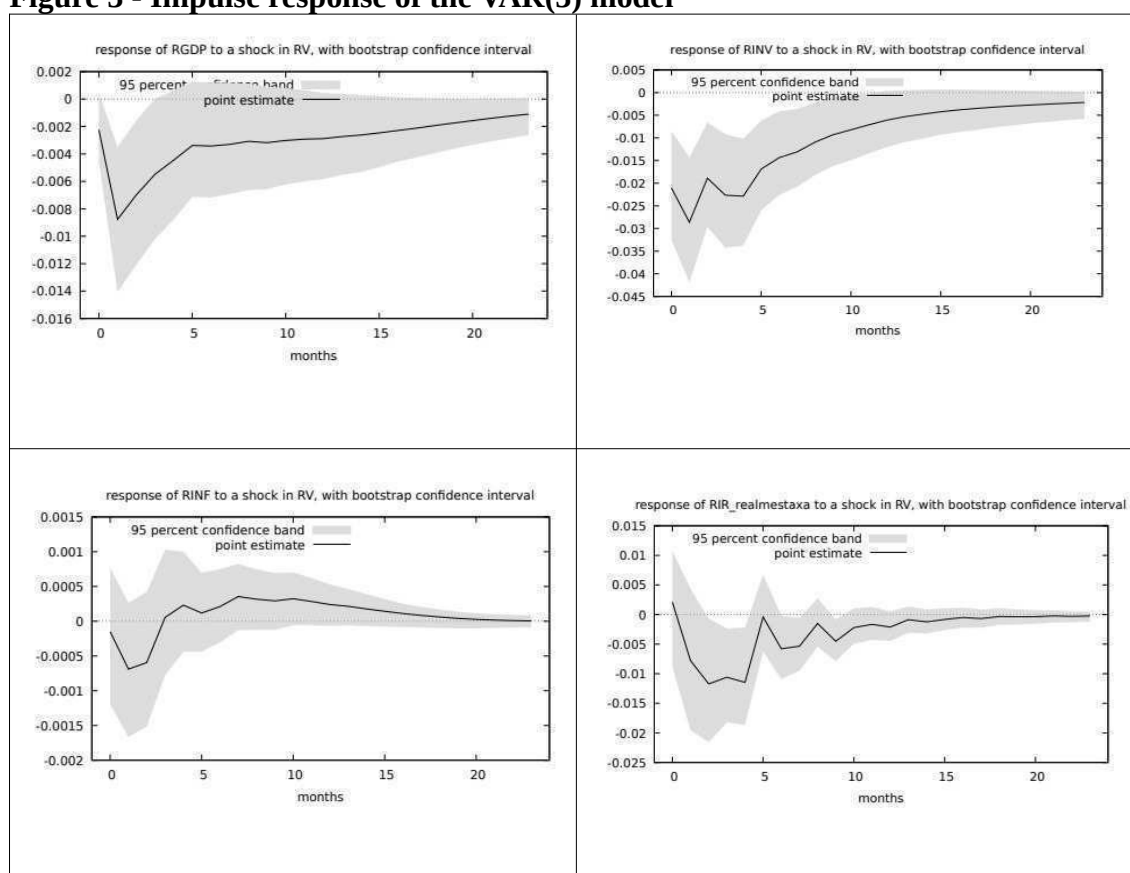 Figure 3 - Impulse response of the VAR(3) model
response of RGDP to a shock in RV, with bootstrap confidence interval
95 percent confidence band
point estimate
0.002
0
-0.002
-0.004
-0.006
-0.008
-0.01
-0.012
-0.014
-0.016
0 5 10 15 20
months
response of RINV to a shock in RV, with bootstrap confidence interval
95 percent confidence band
point estimate
0.005
0
-0.005
-0.01
-0.015
-0.02
-0.025
-0.03
-0.035
-0.04
-0.045
0 5 10 15 20
months
response of RINF to a shock in RV, with bootstrap confidence interval
95 percent confidence band
point estimate
0.0015
0.001
0.0005
0
-0.0005
-0.001
-0.0015
-0.002
0 5 10 15 20
months
response of RIR_realmestaxa to a shock in RV, with bootstrap confidence interval
95 percent confidence band
point estimate
0.015
0.01
0.005
0
-0.005
-0.01
-0.015
-0.02
-0.025
0 5 10 15 20
months